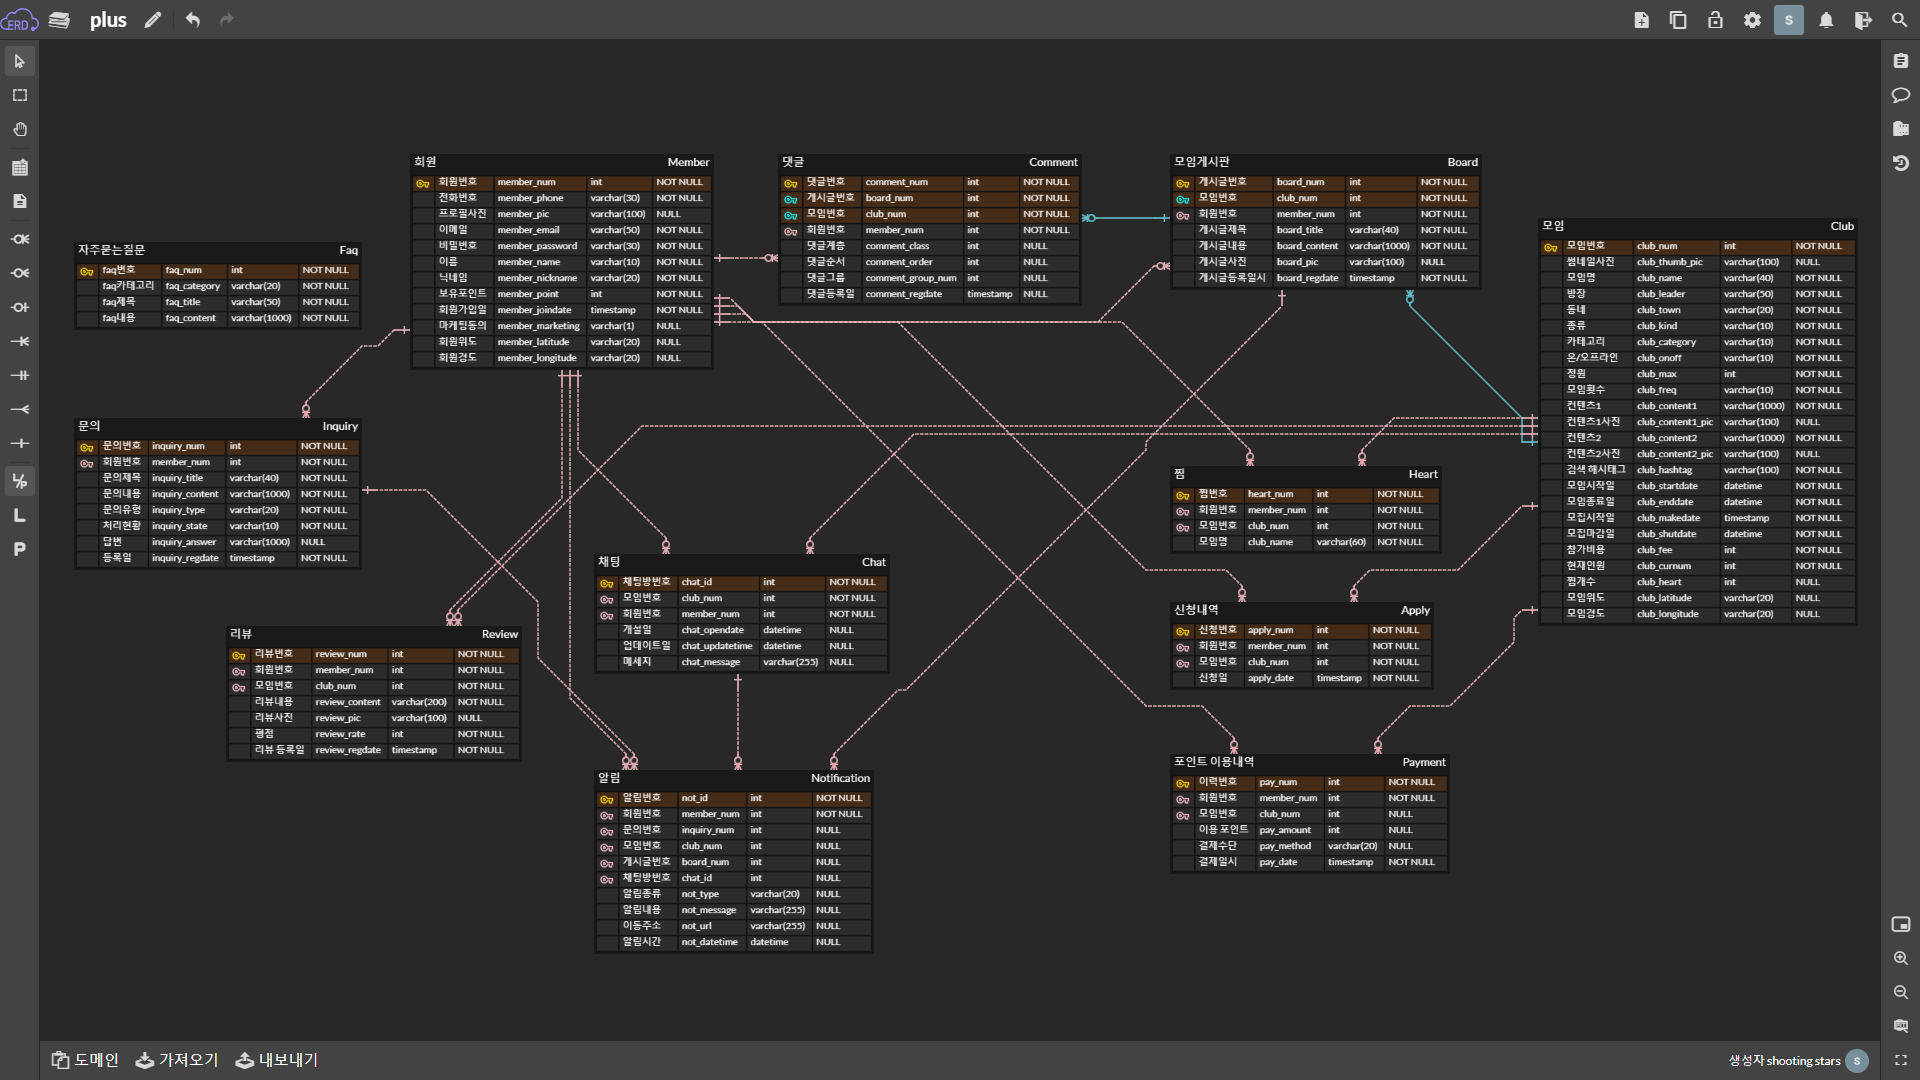 ERD
plus
S
자주묻는질문 Faq
faq번호 faq_num int NOT NULL
faq카테고리 faq_category varchar(20) NOT NULL
faq제목 faq_title varchar(50) NOT NULL
faq내용 faq_content varchar(1000) NOT NULL
회원 Member
회원번호 member_num int NOT NULL
전화번호 member_phone varchar(30) NOT NULL
프로필사진 member_pic varchar(100) NULL
이메일 member_email varchar(50) NOT NULL
비밀번호 member_password varchar(30) NOT NULL
이름 member_name varchar(10) NOT NULL
닉네임 member_nickname varchar(20) NOT NULL
보유포인트 member_point int NOT NULL
회원가입일 member_joindate timestamp NOT NULL
마케팅동의 member_marketing varchar(1) NULL
회원위도 member_latitude varchar(20) NULL
회원경도 member_longitude varchar(20) NULL
댓글 Comment
댓글번호 comment_num int NOT NULL
게시글번호 board_num int NOT NULL
모임번호 club_num int NOT NULL
회원번호 member_num int NOT NULL
댓글계층 comment_class int NULL
댓글순서 comment_order int NULL
댓글그룹 comment_group_num int NULL
댓글등록일 comment_regdate timestamp NULL
모임게시판 Board
게시글번호 board_num int NOT NULL
모임번호 club_num int NOT NULL
회원번호 member_num int NOT NULL
게시글제목 board_title varchar(40) NOT NULL
게시글내용 board_content varchar(1000) NOT NULL
게시글사진 board_pic varchar(100) NULL
게시글등록일시 board_regdate timestamp NOT NULL
모임 Club
모임번호 club_num int NOT NULL
썸네일사진 club_thumb_pic varchar(100) NULL
모임명 club_name varchar(40) NOT NULL
방장 club_leader varchar(50) NOT NULL
동네 club_town varchar(20) NOT NULL
종류 club_kind varchar(10) NOT NULL
카테고리 club_category varchar(10) NOT NULL
온/오프라인 club_onoff varchar(10) NOT NULL
정원 club_max int NOT NULL
모임횟수 club_freq varchar(10) NOT NULL
컨텐츠1 club_content1 varchar(1000) NOT NULL
컨텐츠1사진 club_content1_pic varchar(100) NULL
컨텐츠2 club_content2 varchar(1000) NOT NULL
컨텐츠2사진 club_content2_pic varchar(100) NULL
검색 해시태그 club_hashtag varchar(100) NOT NULL
모임시작일 club_startdate datetime NOT NULL
모임종료일 club_enddate datetime NOT NULL
모집시작일 club_makedate timestamp NOT NULL
모집마감일 club_shutdate datetime NOT NULL
참가비용 club_fee int NOT NULL
현재인원 club_curnum int NOT NULL
찜개수 club_heart int NULL
모임위도 club_latitude varchar(20) NULL
모임경도 club_longitude varchar(20) NULL
문의 Inquiry
문의번호 inquiry_num int NOT NULL
회원번호 member_num int NOT NULL
문의제목 inquiry_title varchar(40) NOT NULL
문의내용 inquiry_content varchar(1000) NOT NULL
문의유형 inquiry_type varchar(20) NOT NULL
처리현황 inquiry_state varchar(10) NOT NULL
답변 inquiry_answer varchar(1000) NULL
등록일 inquiry_regdate timestamp NOT NULL
찜 Heart
찜번호 heart_num int NOT NULL
회원번호 member_num int NOT NULL
모임번호 club_num int NOT NULL
모임명 club_name varchar(60) NOT NULL
채팅 Chat
채팅방번호 chat_id int NOT NULL
모임번호 club_num int NOT NULL
회원번호 member_num int NOT NULL
개설일 chat_opendate datetime NULL
업데이트일 chat_updatetime datetime NULL
메세지 chat_message varchar(255) NULL
신청내역 Apply
신청번호 apply_num int NOT NULL
회원번호 member_num int NOT NULL
모임번호 club_num int NOT NULL
신청일 apply_date timestamp NOT NULL
리뷰 Review
리뷰번호 review_num int NOT NULL
회원번호 member_num int NOT NULL
모임번호 club_num int NOT NULL
리뷰내용 review_content varchar(200) NOT NULL
리뷰사진 review_pic varchar(100) NULL
평점 review_rate int NOT NULL
리뷰 등록일 review_regdate timestamp NOT NULL
알림 Notification
알림번호 not_id int NOT NULL
회원번호 member_num int NOT NULL
문의번호 inquiry_num int NULL
모임번호 club_num int NULL
게시글번호 board_num int NULL
채팅방번호 chat_id int NULL
알림종류 not_type varchar(20) NULL
알림내용 not_message varchar(255) NULL
이동주소 not_url varchar(255) NULL
알림시간 not_datetime datetime NULL
포인트 이용내역 Payment
이력번호 pay_num int NOT NULL
회원번호 member_num int NOT NULL
모임번호 club_num int NULL
이용 포인트 pay_amount int NULL
결제수단 pay_method varchar(20) NULL
결제일시 pay_date timestamp NOT NULL
L/P
L
P
도메인 가져오기 내보내기
생성자 shooting stars S